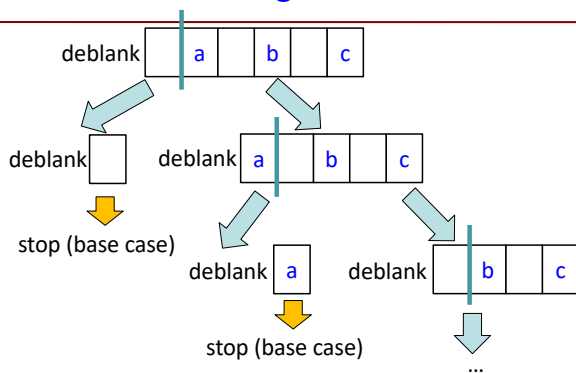 deblank a b c
deblank deblank a b c
stop (base case)
deblank a deblank b c
stop (base case)
...